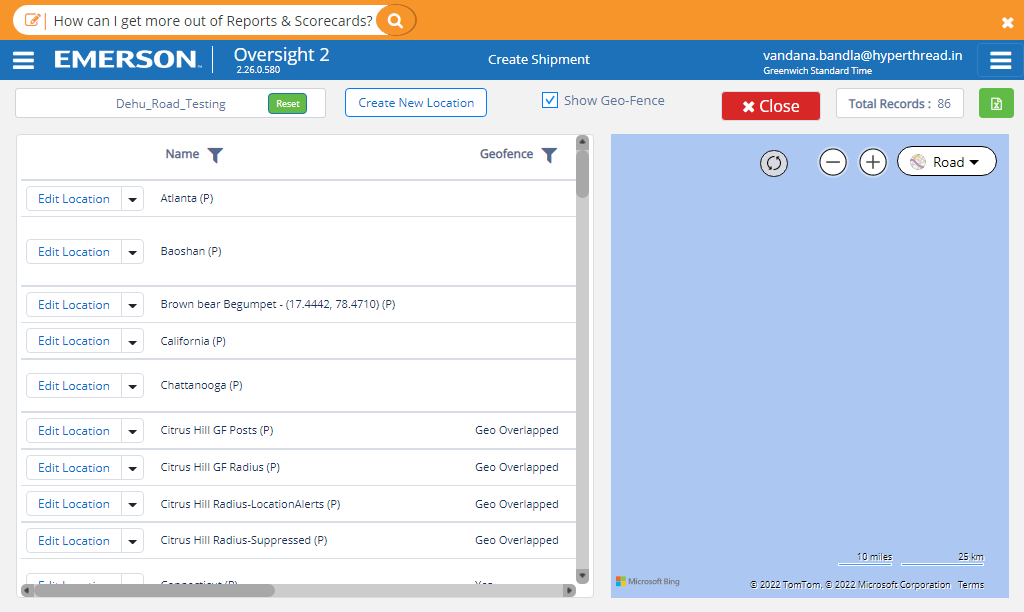 How can I get more out of Reports & Scorecards?
EMERSON
Oversight 2
2.26.0.580
Create Shipment
vandana.bandla@hyperthread.in
Greenwich Standard Time
Dehu_Road_Testing
Reset
Create New Location
Show Geo-Fence
Close
Total Records : 86
Name
Geofence
Edit Location Atlanta (P)
Edit Location Baoshan (P)
Edit Location Brown bear Begumpet - (17.4442, 78.4710) (P)
Edit Location California (P)
Edit Location Chattanooga (P)
Edit Location Citrus Hill GF Posts (P) Geo Overlapped
Edit Location Citrus Hill GF Radius (P) Geo Overlapped
Edit Location Citrus Hill Radius-LocationAlerts (P) Geo Overlapped
Edit Location Citrus Hill Radius-Suppressed (P) Geo Overlapped
Edit Location Connecticut (P) Yes
Road
10 miles
25 km
Microsoft Bing
© 2022 TomTom, © 2022 Microsoft Corporation Terms